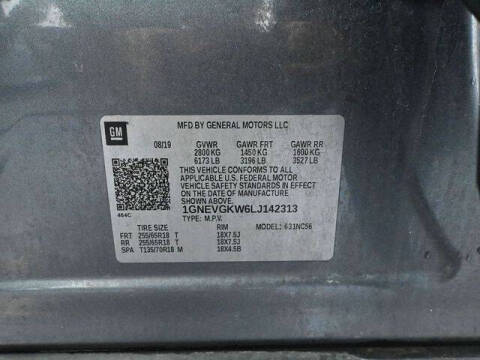 GM
MFD BY GENERAL MOTORS LLC
08/19 GVWR GAWR FRT GAWR RR
2800 KG 1450 KG 1600 KG
6173 LB 3196 LB 3527 LB
THIS VEHICLE CONFORMS TO ALL
APPLICABLE U.S. FEDERAL MOTOR
VEHICLE SAFETY STANDARDS IN EFFECT
ON THE DATE OF MANUFACTURE SHOWN ABOVE.
1GNEVGKW6LJ142313
TYPE: M.P.V.
464C
TIRE SIZE RIM MODEL: 631NC56
FRT 255/65R18 T 18X7.5J
RR 255/65R18 T 18X7.5J
SPA T135/70R18 M 18X4.5B